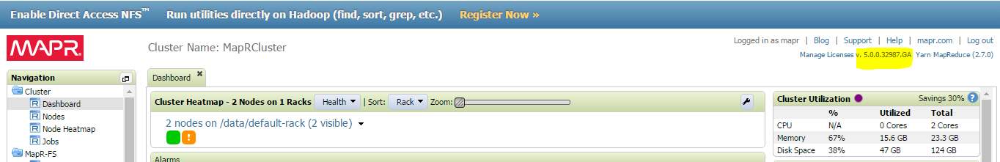 Enable Direct Access NFS™ Run utilities directly on Hadoop (find, sort, grep, etc.) Register Now »
MAPR.
Cluster Name: MapRCluster
Logged in as mapr | Blog | Support | Help | mapr.com | Log out
Manage Licenses v. 5.0.0.32987.GA Yarn MapReduce (2.7.0)
Navigation
Cluster
Dashboard
Nodes
Node Heatmap
Jobs
MapR-FS
Dashboard
Cluster Heatmap - 2 Nodes on 1 Racks Health | Sort: Rack Zoom:
2 nodes on /data/default-rack (2 visible)
Alarms
Cluster Utilization Savings 30% ?
% Utilized Total
CPU N/A 0 Cores 2 Cores
Memory 67% 15.6 GB 23.3 GB
Disk Space 38% 47 GB 124 GB